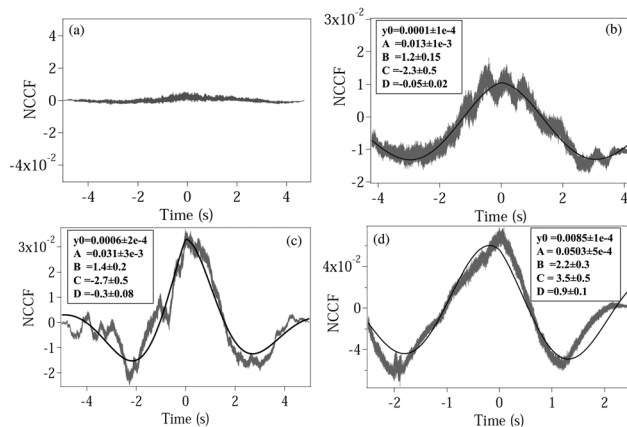 (a)
4
2
0
-2
-4x10⁻²
NCCF
-4 -2 0 2 4
Time (s)
3x10⁻²
2
1
0
-1
-2
NCCF
(b)
y0=0.0001±1e-4
A =0.013±1e-3
B =1.2±0.15
C =-2.3±0.5
D =-0.05±0.02
-4 -2 0 2 4
Time (s)
3x10⁻²
2
1
0
-1
-2
NCCF
(c)
y0=0.0006±2e-4
A =0.031±3e-3
B =1.4±0.2
C =-2.7±0.5
D =-0.3±0.08
-4 -2 0 2 4
Time (s)
(d)
4x10⁻²
0
-4
NCCF
y0 =0.0085±1e-4
A = 0.0503±5e-4
B = 2.2±0.3
C = 3.5±0.5
D =0.9±0.1
-2 -1 0 1 2
Time (s)